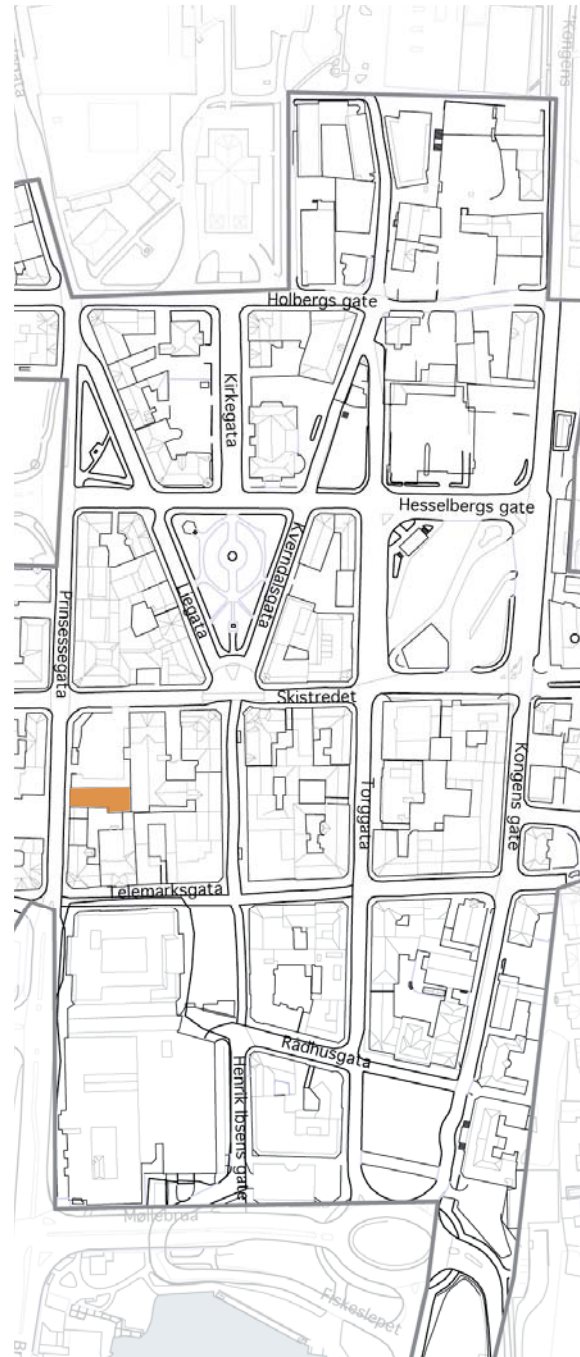 Kongens
Holbergs gate
Kirkegata
Hesselbergs gate
Kverndalsgata
Liegata
Prinsessegata
Skistredet
Torggata
Kongens gate
Telemarksgata
Rådhusgata
Henrik Ibsens gate
Møllebrua
Fiskeslepet